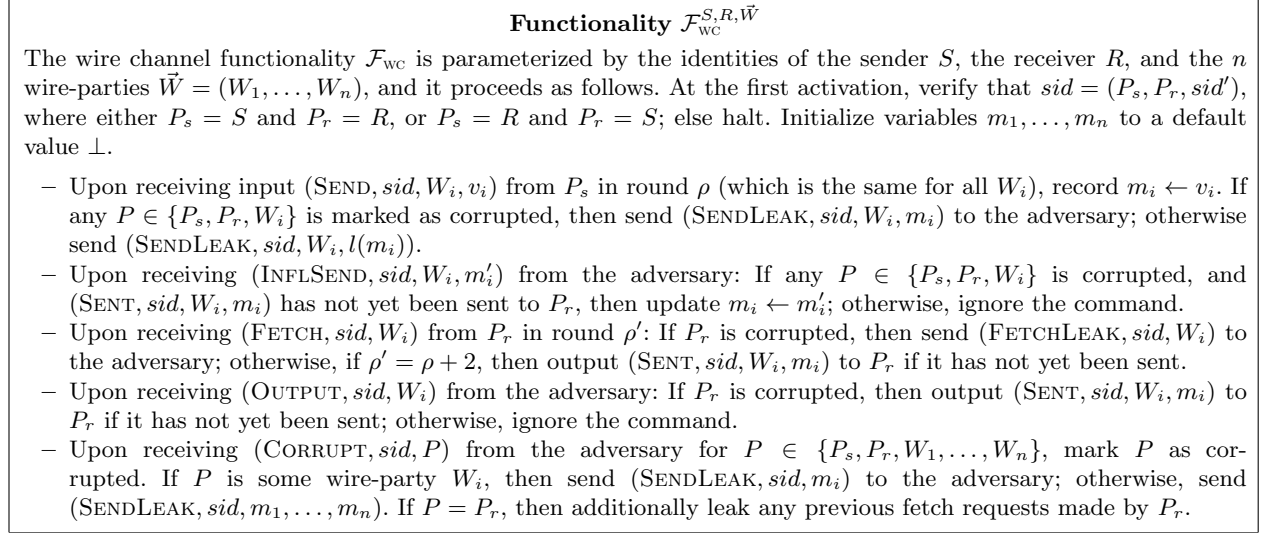 Functionality $\mathcal{F}_{\text{WC}}^{S,R,\vec{W}}$
The wire channel functionality $\mathcal{F}_{\text{WC}}$ is parameterized by the identities of the sender $S$, the receiver $R$, and the $n$
wire-parties $\vec{W} = (W_1, \ldots, W_n)$, and it proceeds as follows. At the first activation, verify that $sid = (P_s, P_r, sid')$,
where either $P_s = S$ and $P_r = R$, or $P_s = R$ and $P_r = S$; else halt. Initialize variables $m_1, \ldots, m_n$ to a default
value $\bot$.
– Upon receiving input (SEND, $sid, W_i, v_i$) from $P_s$ in round $\rho$ (which is the same for all $W_i$), record $m_i \leftarrow v_i$. If
any $P \in \{P_s, P_r, W_i\}$ is marked as corrupted, then send (SENDLEAK, $sid, W_i, m_i$) to the adversary; otherwise
send (SENDLEAK, $sid, W_i, l(m_i)$).
– Upon receiving (INFLSEND, $sid, W_i, m_i'$) from the adversary: If any $P \in \{P_s, P_r, W_i\}$ is corrupted, and
(SENT, $sid, W_i, m_i$) has not yet been sent to $P_r$, then update $m_i \leftarrow m_i'$; otherwise, ignore the command.
– Upon receiving (FETCH, $sid, W_i$) from $P_r$ in round $\rho'$: If $P_r$ is corrupted, then send (FETCHLEAK, $sid, W_i$) to
the adversary; otherwise, if $\rho' = \rho + 2$, then output (SENT, $sid, W_i, m_i$) to $P_r$ if it has not yet been sent.
– Upon receiving (OUTPUT, $sid, W_i$) from the adversary: If $P_r$ is corrupted, then output (SENT, $sid, W_i, m_i$) to
$P_r$ if it has not yet been sent; otherwise, ignore the command.
– Upon receiving (CORRUPT, $sid, P$) from the adversary for $P \in \{P_s, P_r, W_1, \ldots, W_n\}$, mark $P$ as cor-
rupted. If $P$ is some wire-party $W_i$, then send (SENDLEAK, $sid, m_i$) to the adversary; otherwise, send
(SENDLEAK, $sid, m_1, \ldots, m_n$). If $P = P_r$, then additionally leak any previous fetch requests made by $P_r$.